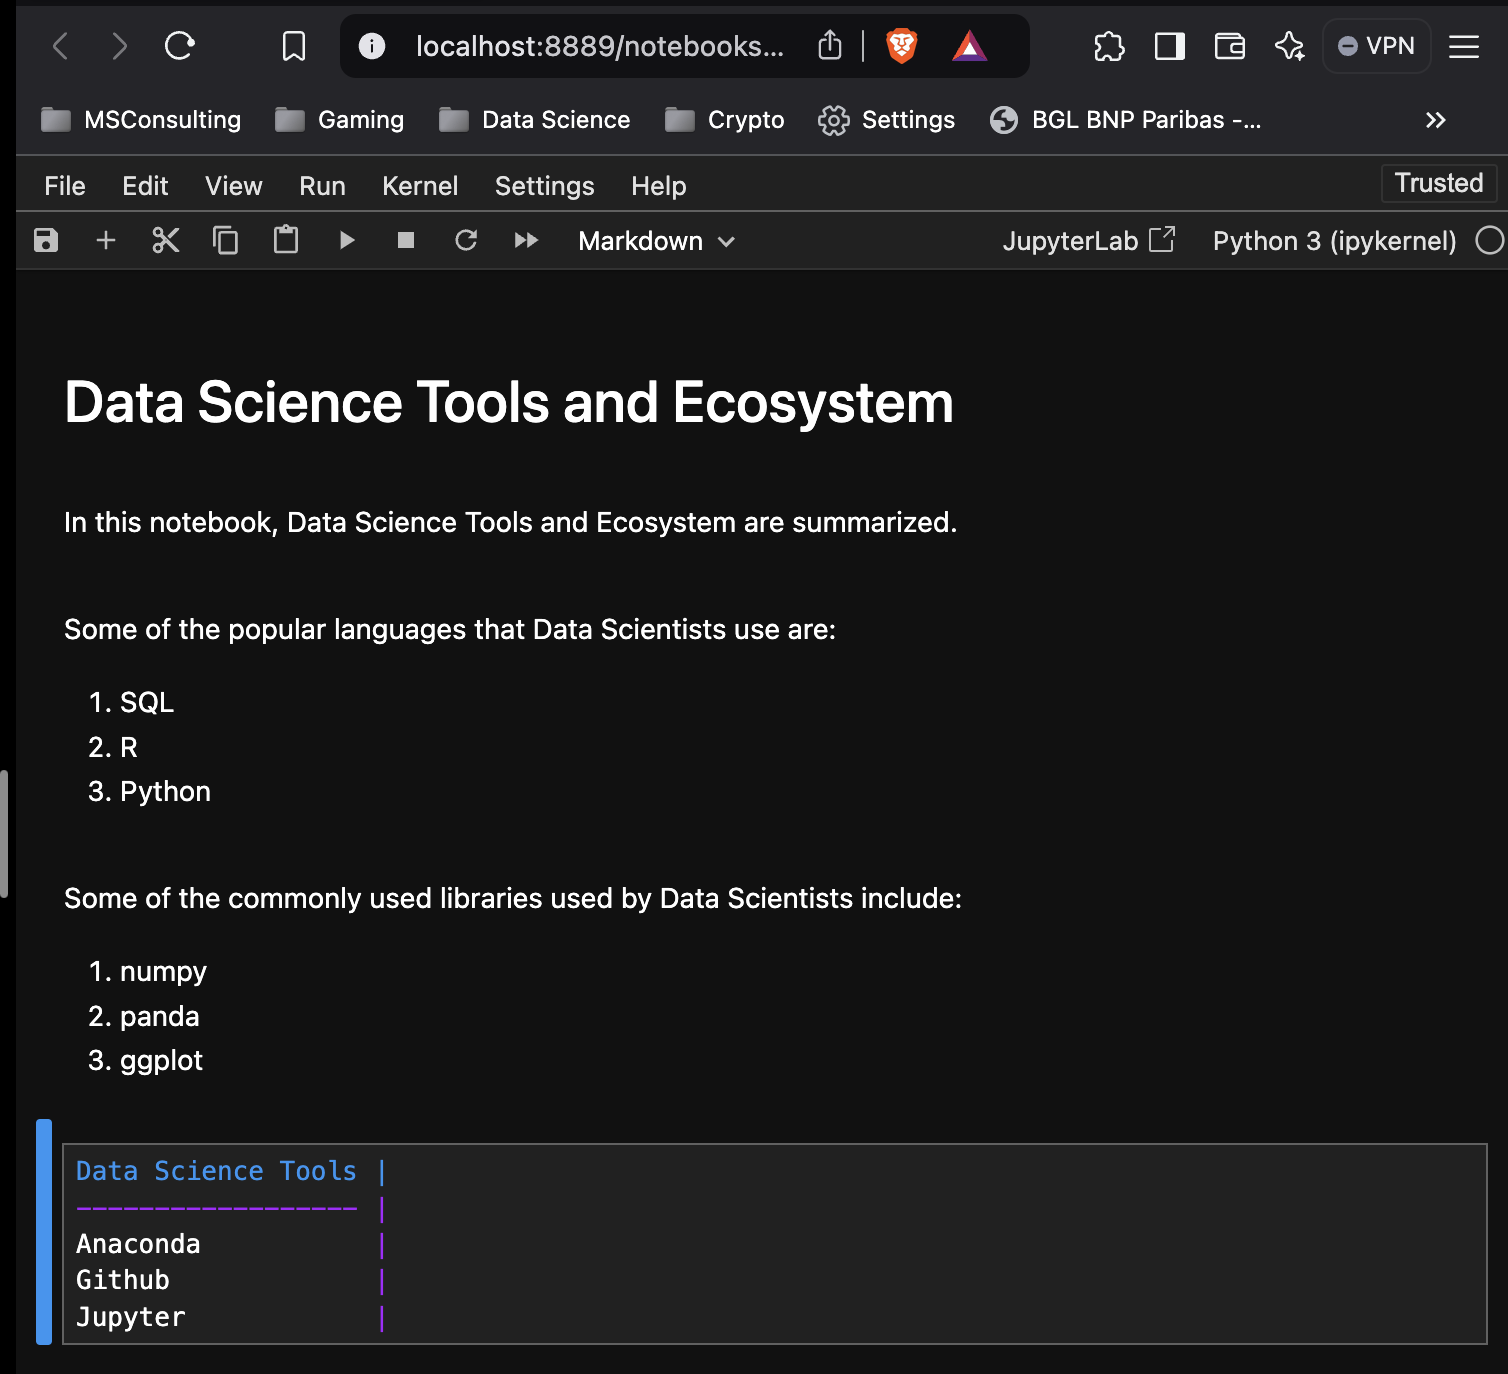 localhost:8889/notebooks...
VPN
MSConsulting
Gaming
Data Science
Crypto
Settings
BGL BNP Paribas -...
File Edit View Run Kernel Settings Help
Trusted
Markdown
JupyterLab
Python 3 (ipykernel)
Data Science Tools and Ecosystem
In this notebook, Data Science Tools and Ecosystem are summarized.
Some of the popular languages that Data Scientists use are:
1. SQL
2. R
3. Python
Some of the commonly used libraries used by Data Scientists include:
1. numpy
2. panda
3. ggplot
Data Science Tools |
------------------ |
Anaconda |
Github |
Jupyter |